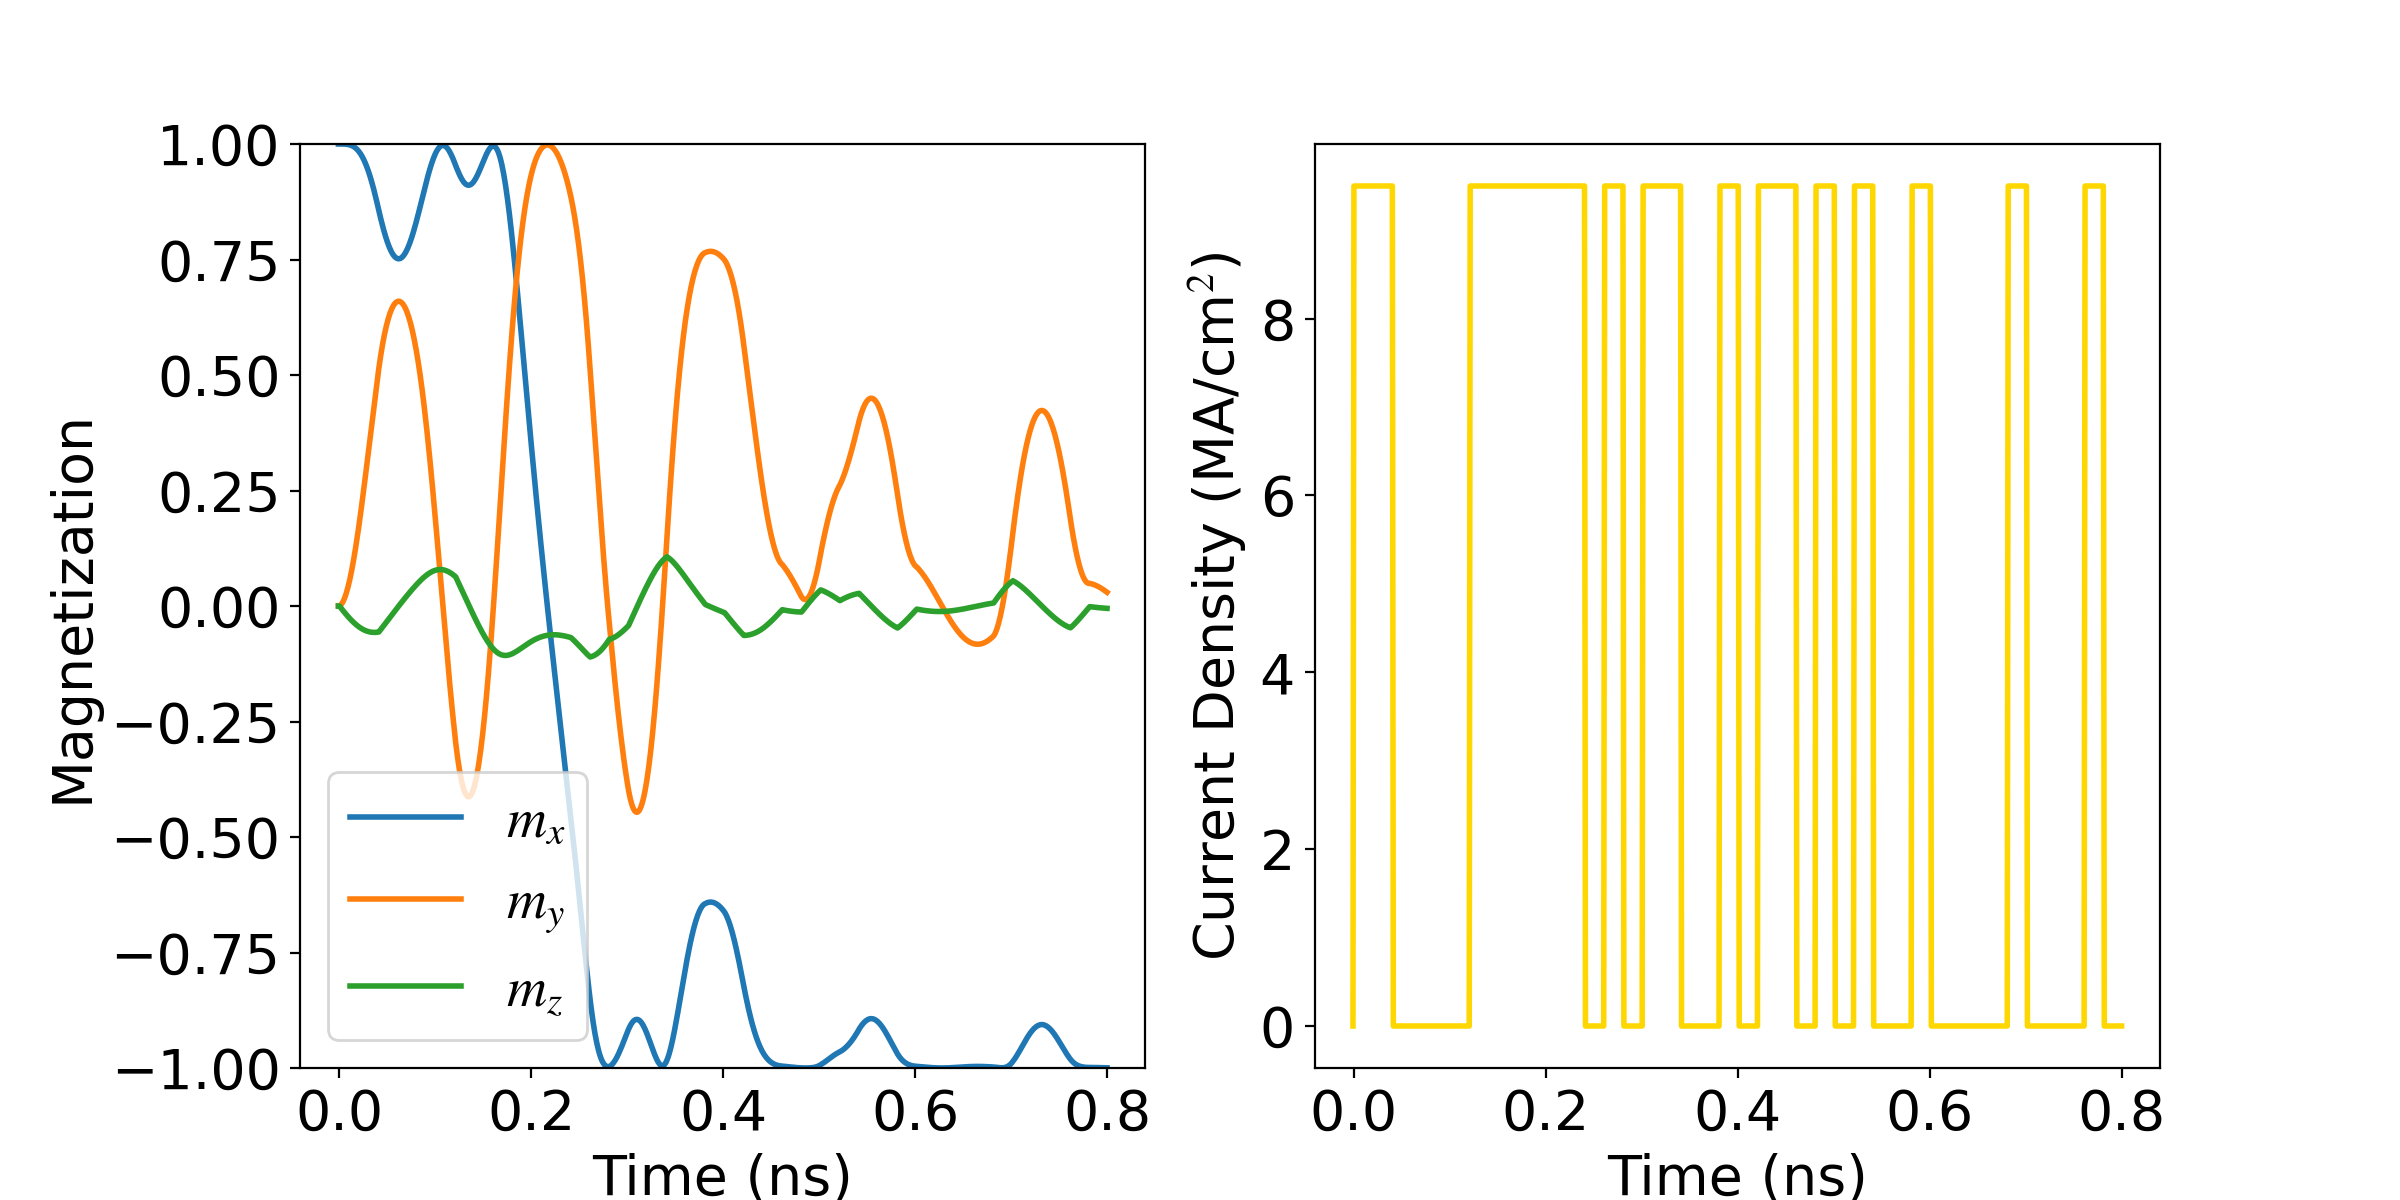 1.00
0.75
0.50
0.25
0.00
−0.25
−0.50
−0.75
−1.00
Magnetization
m_x
m_y
m_z
0.0 0.2 0.4 0.6 0.8
Time (ns)
8
6
4
2
0
Current Density (MA/cm²)
0.0 0.2 0.4 0.6 0.8
Time (ns)